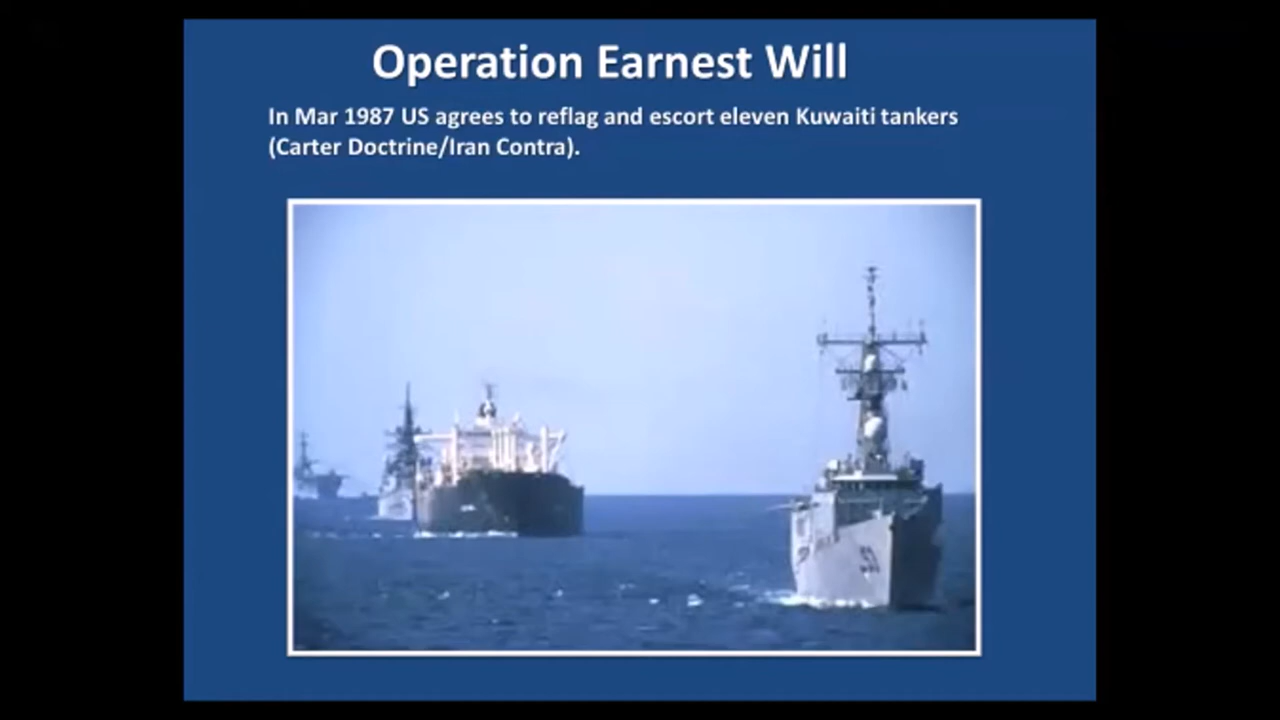 Operation Earnest Will
In Mar 1987 US agrees to reflag and escort eleven Kuwaiti tankers
(Carter Doctrine/Iran Contra).